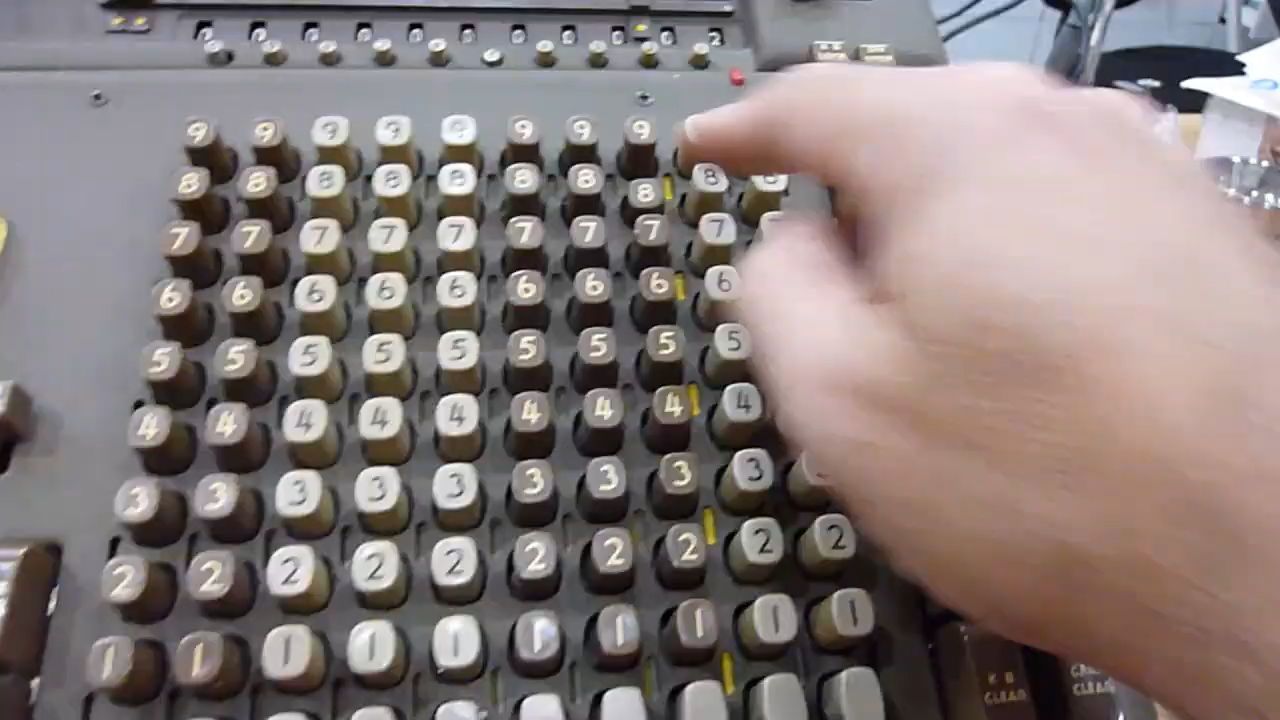 2
9 9 9 9 9 9 9 9
8 8 8 8 8 8 8 8 8 8
7 7 7 7 7 7 7 7 7
6 6 6 6 6 6 6 6 6
5 5 5 5 5 5 5 5 5
4 4 4 4 4 4 4 4 4
3 3 3 3 3 3 3 3 3
2 2 2 2 2 2 2 2 2 2
1 1 1 1 1 1 1 1 1 1
K B
CLEAR
CLEAR